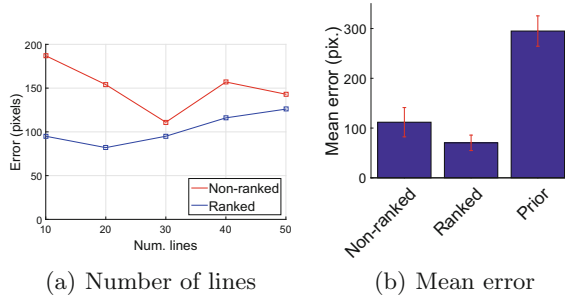 200
150
100
50
0
Error (pixels)
10
20
30
40
50
Num. lines
Non-ranked
Ranked
(a) Number of lines
300
200
100
0
Mean error (pix.)
Non-ranked
Ranked
Prior
(b) Mean error